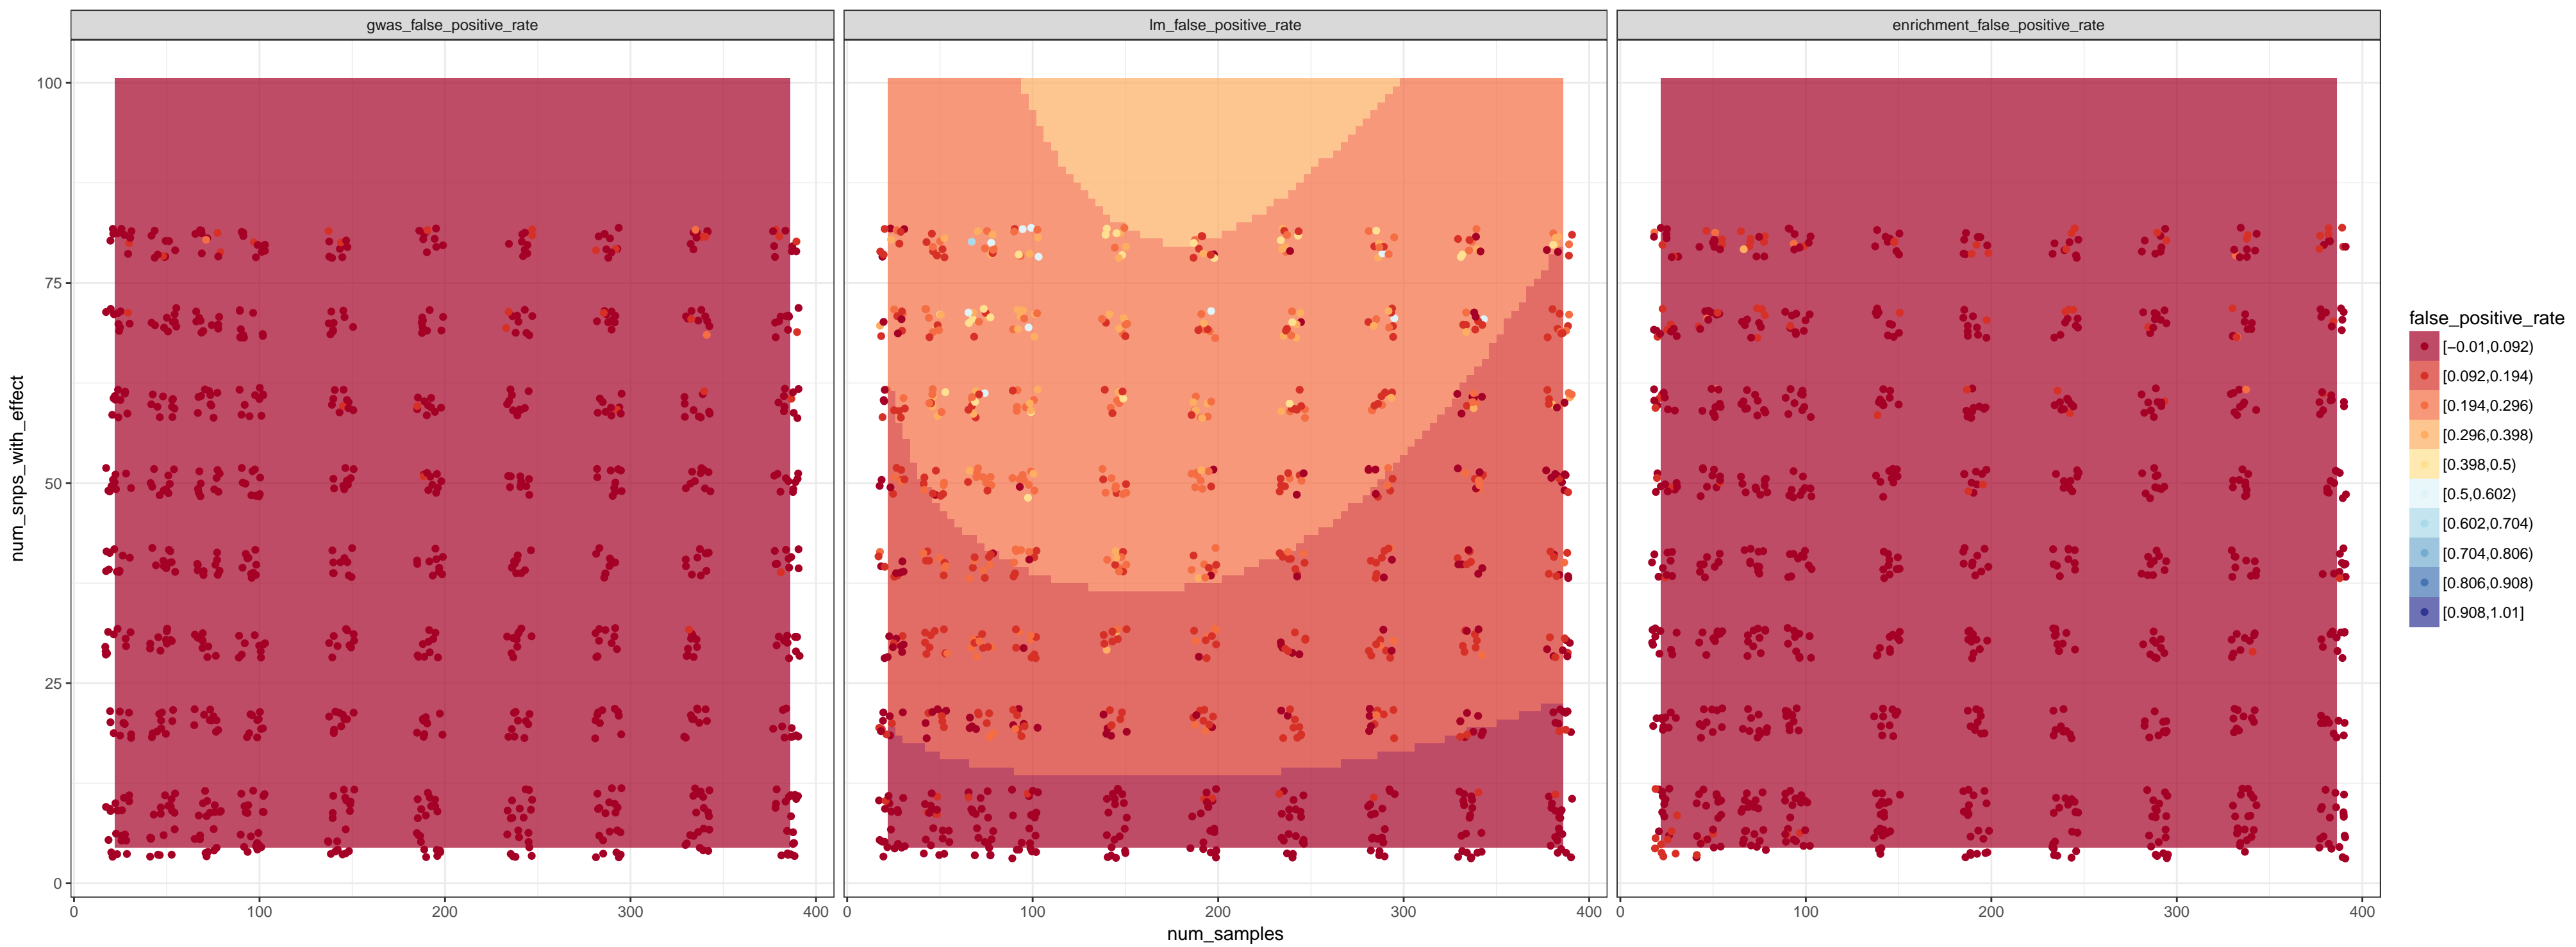 gwas_false_positive_rate
lm_false_positive_rate
enrichment_false_positive_rate
num_snps_with_effect
100
75
50
25
0
0 100 200 300 400
0 100 200 300 400
0 100 200 300 400
num_samples
false_positive_rate
[−0.01,0.092)
[0.092,0.194)
[0.194,0.296)
[0.296,0.398)
[0.398,0.5)
[0.5,0.602)
[0.602,0.704)
[0.704,0.806)
[0.806,0.908)
[0.908,1.01]